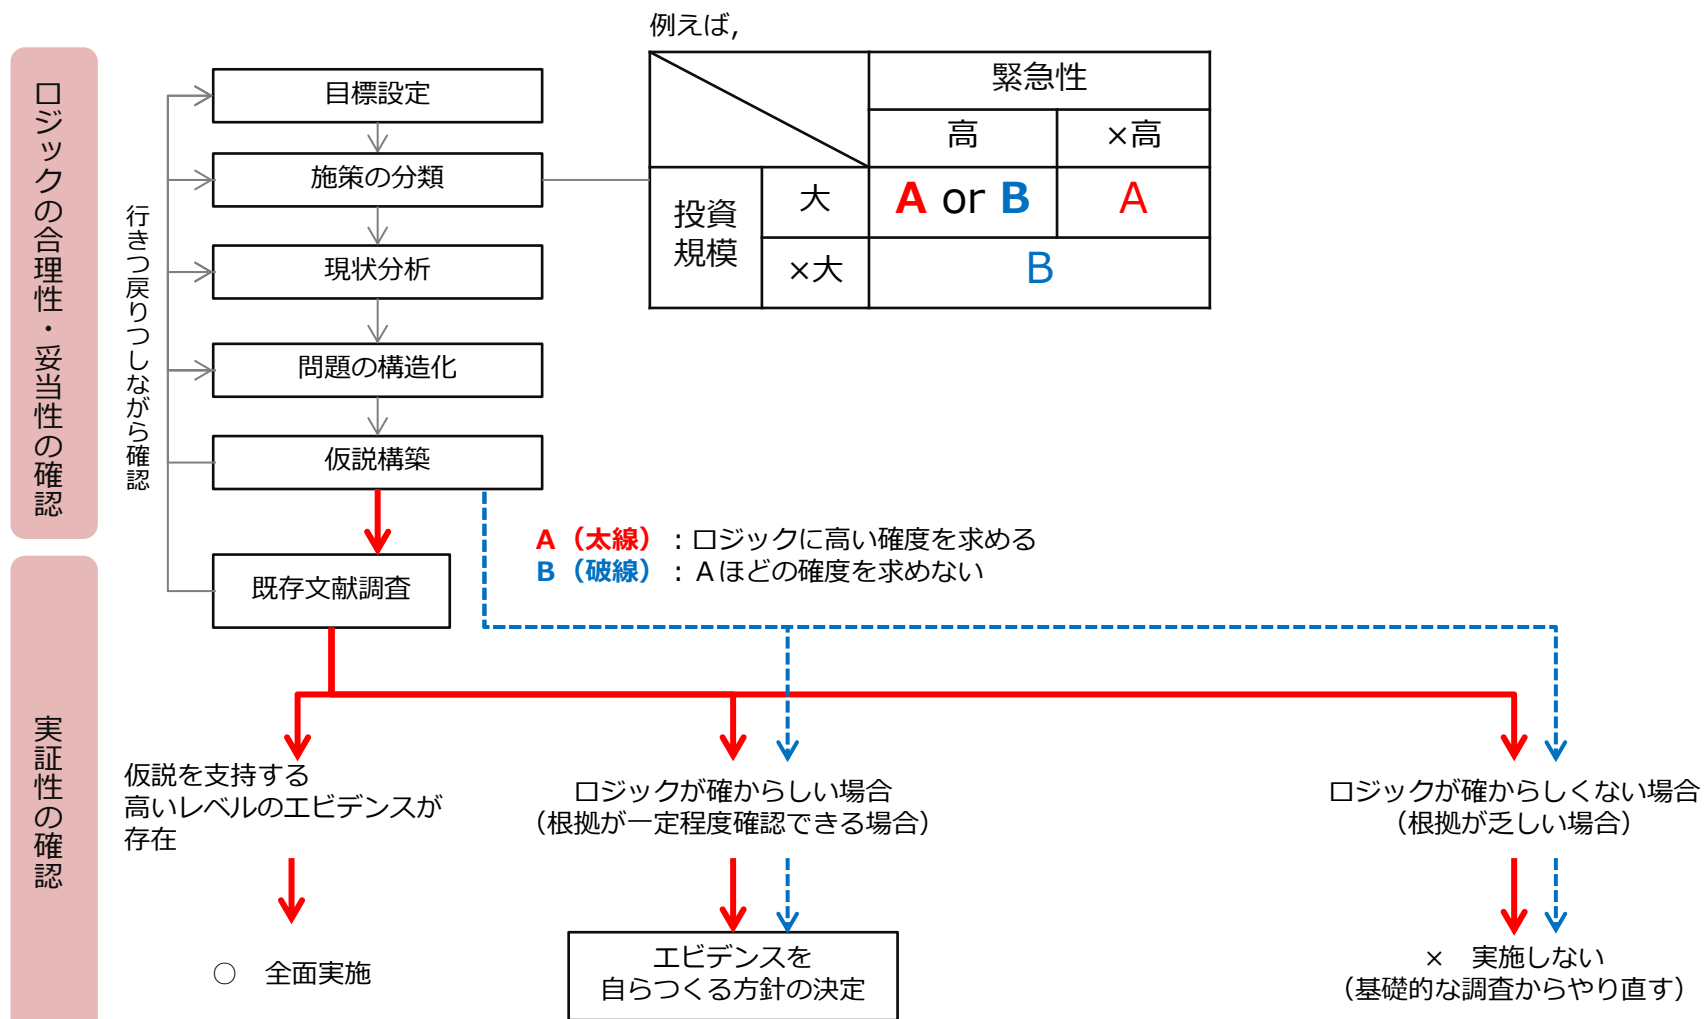 例えば,
ロジックの合理性・妥当性の確認
行きつ戻りつしながら確認
目標設定
施策の分類
現状分析
問題の構造化
仮説構築
緊急性
高
×高
投資
規模
大
A or B
A
×大
B
A（太線）：ロジックに高い確度を求める
B（破線）：Aほどの確度を求めない
実証性の確認
既存文献調査
仮説を支持する
高いレベルのエビデンスが
存在
○　全面実施
ロジックが確からしい場合
（根拠が一定程度確認できる場合）
エビデンスを
自らつくる方針の決定
ロジックが確からしくない場合
（根拠が乏しい場合）
×　実施しない
（基礎的な調査からやり直す）